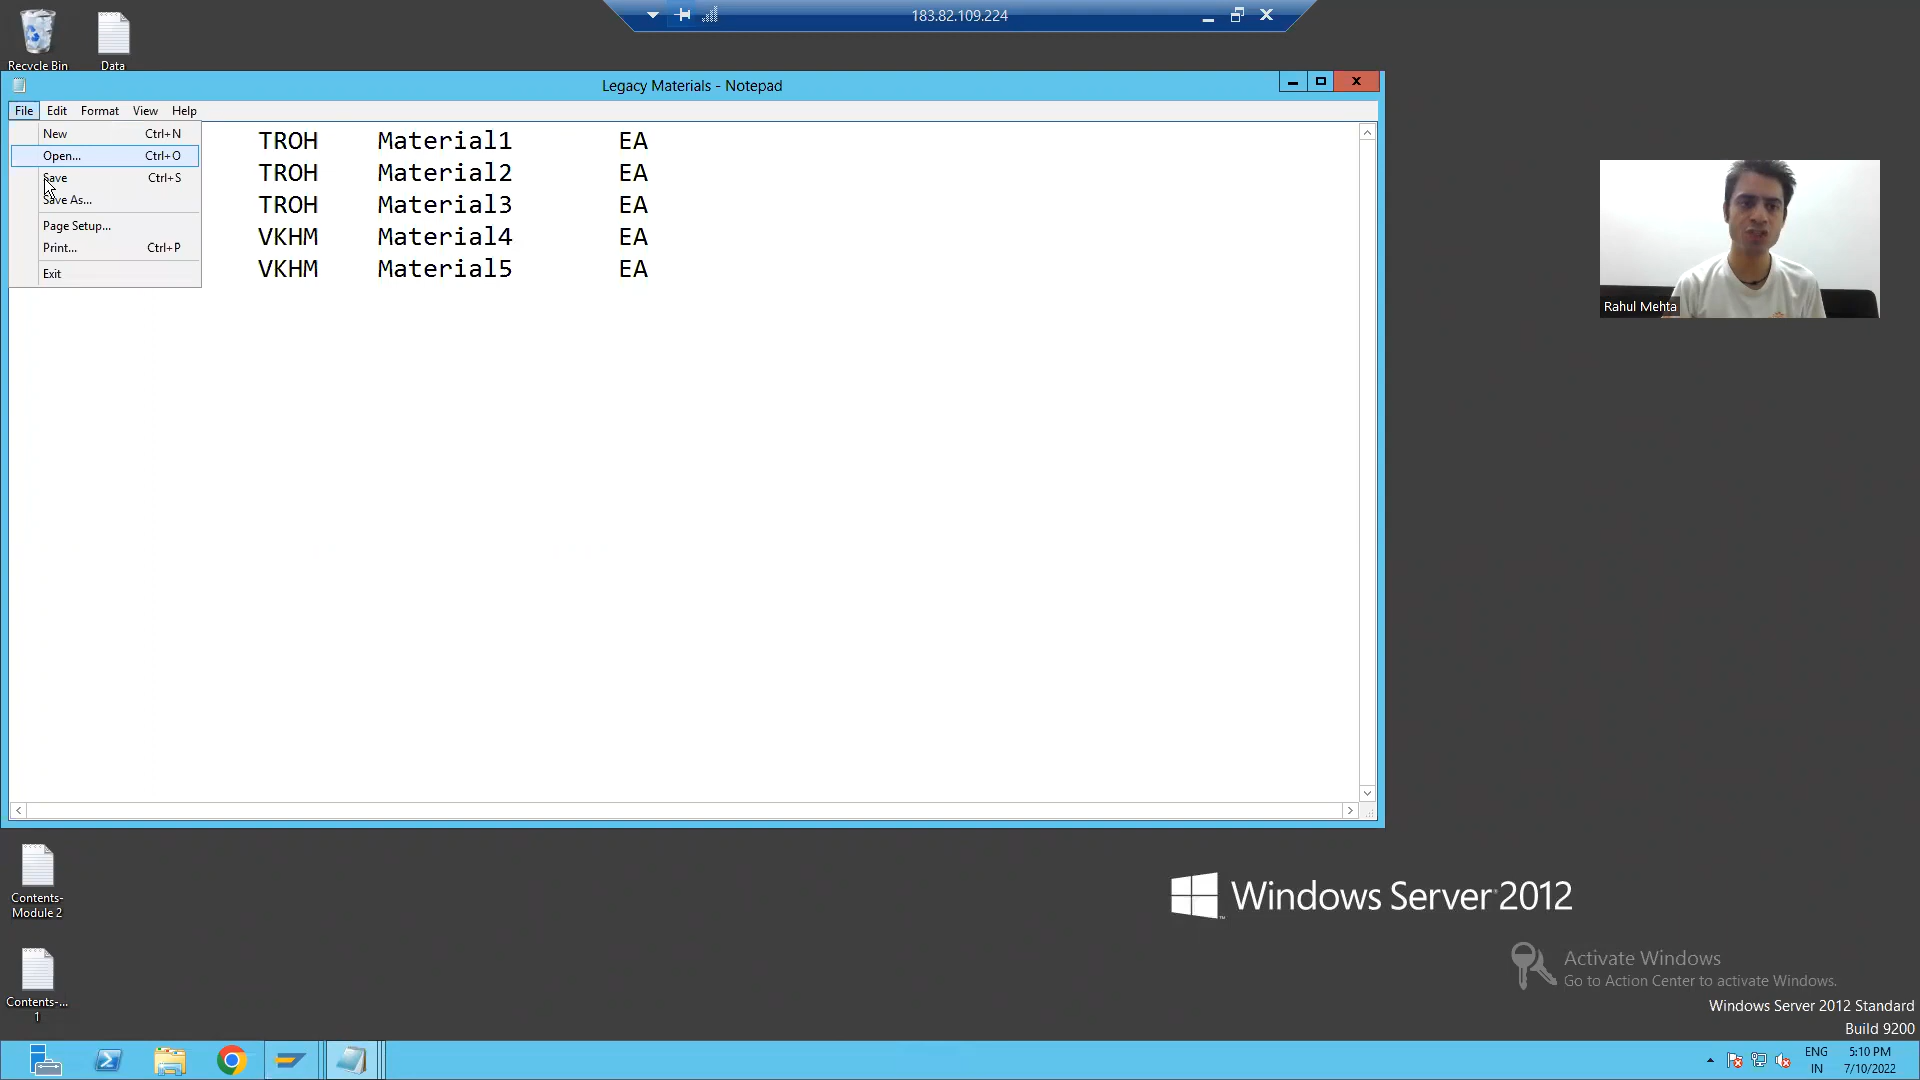 183.82.109.224
Recycle Bin
Data
Legacy Materials - Notepad
File Edit Format View Help
New Ctrl+N
Open... Ctrl+O
Save Ctrl+S
Save As...
Page Setup...
Print... Ctrl+P
Exit
TROH Material1 EA
TROH Material2 EA
TROH Material3 EA
VKHM Material4 EA
VKHM Material5 EA
Rahul Mehta
Contents-
Module 2
Contents-...
1
Windows Server 2012
Activate Windows
Go to Action Center to activate Windows.
Windows Server 2012 Standard
Build 9200
ENG
IN
5:10 PM
7/10/2022